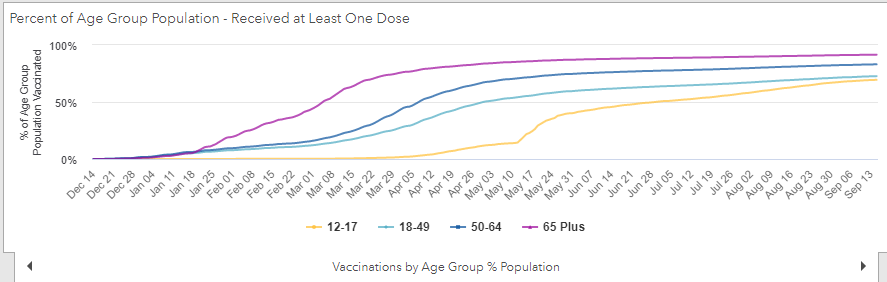 Percent of Age Group Population - Received at Least One Dose
% of Age Group
Population Vaccinated
100%
50%
0%
Dec 14 Dec 21 Dec 28 Jan 04 Jan 11 Jan 18 Jan 25 Feb 01 Feb 08 Feb 15 Feb 22 Mar 01 Mar 08 Mar 15 Mar 22 Mar 29 Apr 05 Apr 12 Apr 19 Apr 26 May 03 May 10 May 17 May 24 May 31 Jun 07 Jun 14 Jun 21 Jun 28 Jul 05 Jul 12 Jul 19 Jul 26 Aug 02 Aug 09 Aug 16 Aug 23 Aug 30 Sep 06 Sep 13
12-17 18-49 50-64 65 Plus
Vaccinations by Age Group % Population